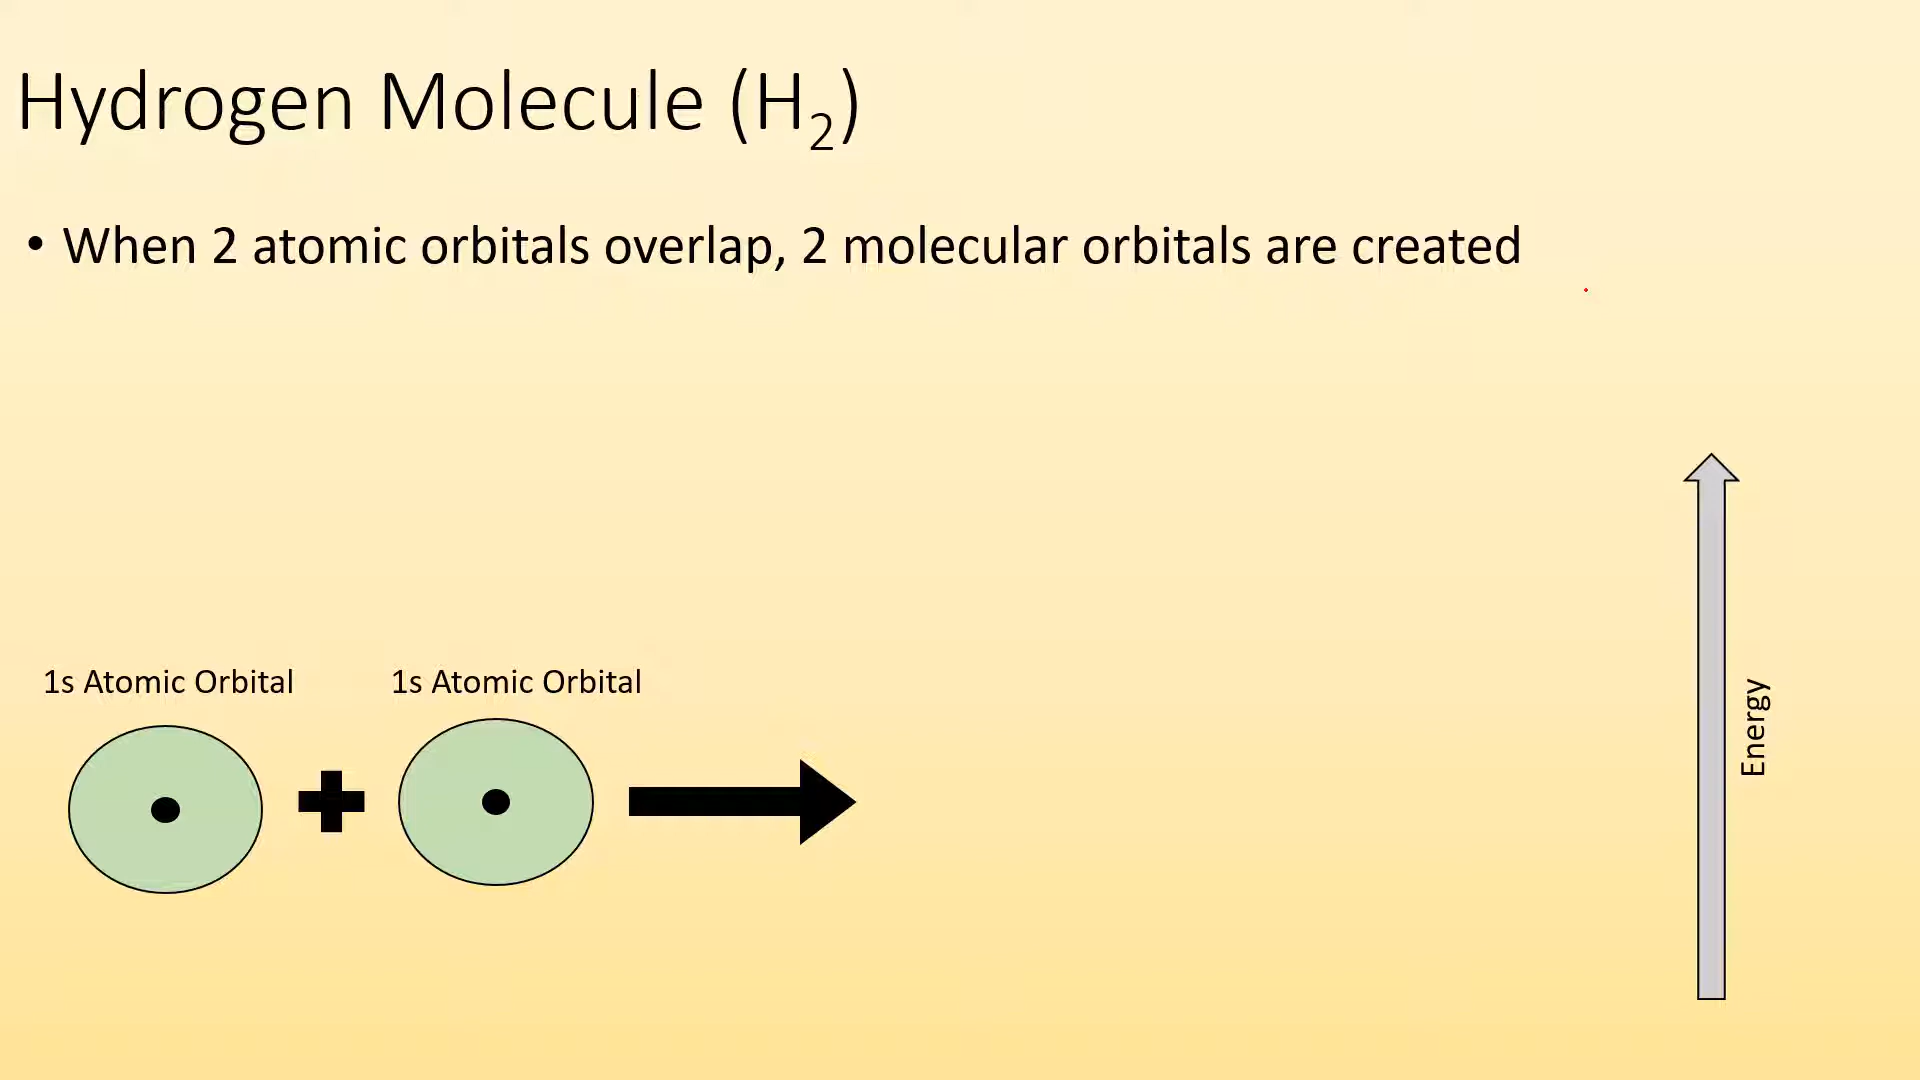 Hydrogen Molecule (H₂)
• When 2 atomic orbitals overlap, 2 molecular orbitals are created
1s Atomic Orbital
1s Atomic Orbital
Energy